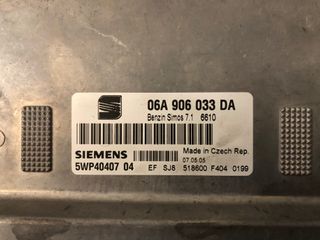 06A 906 033 DA
Benzin Simos 7.1 6610
SIEMENS
Made in Czech Rep.
07.05.05
5WP40407 04
EF SJ8 518600 F404 0199